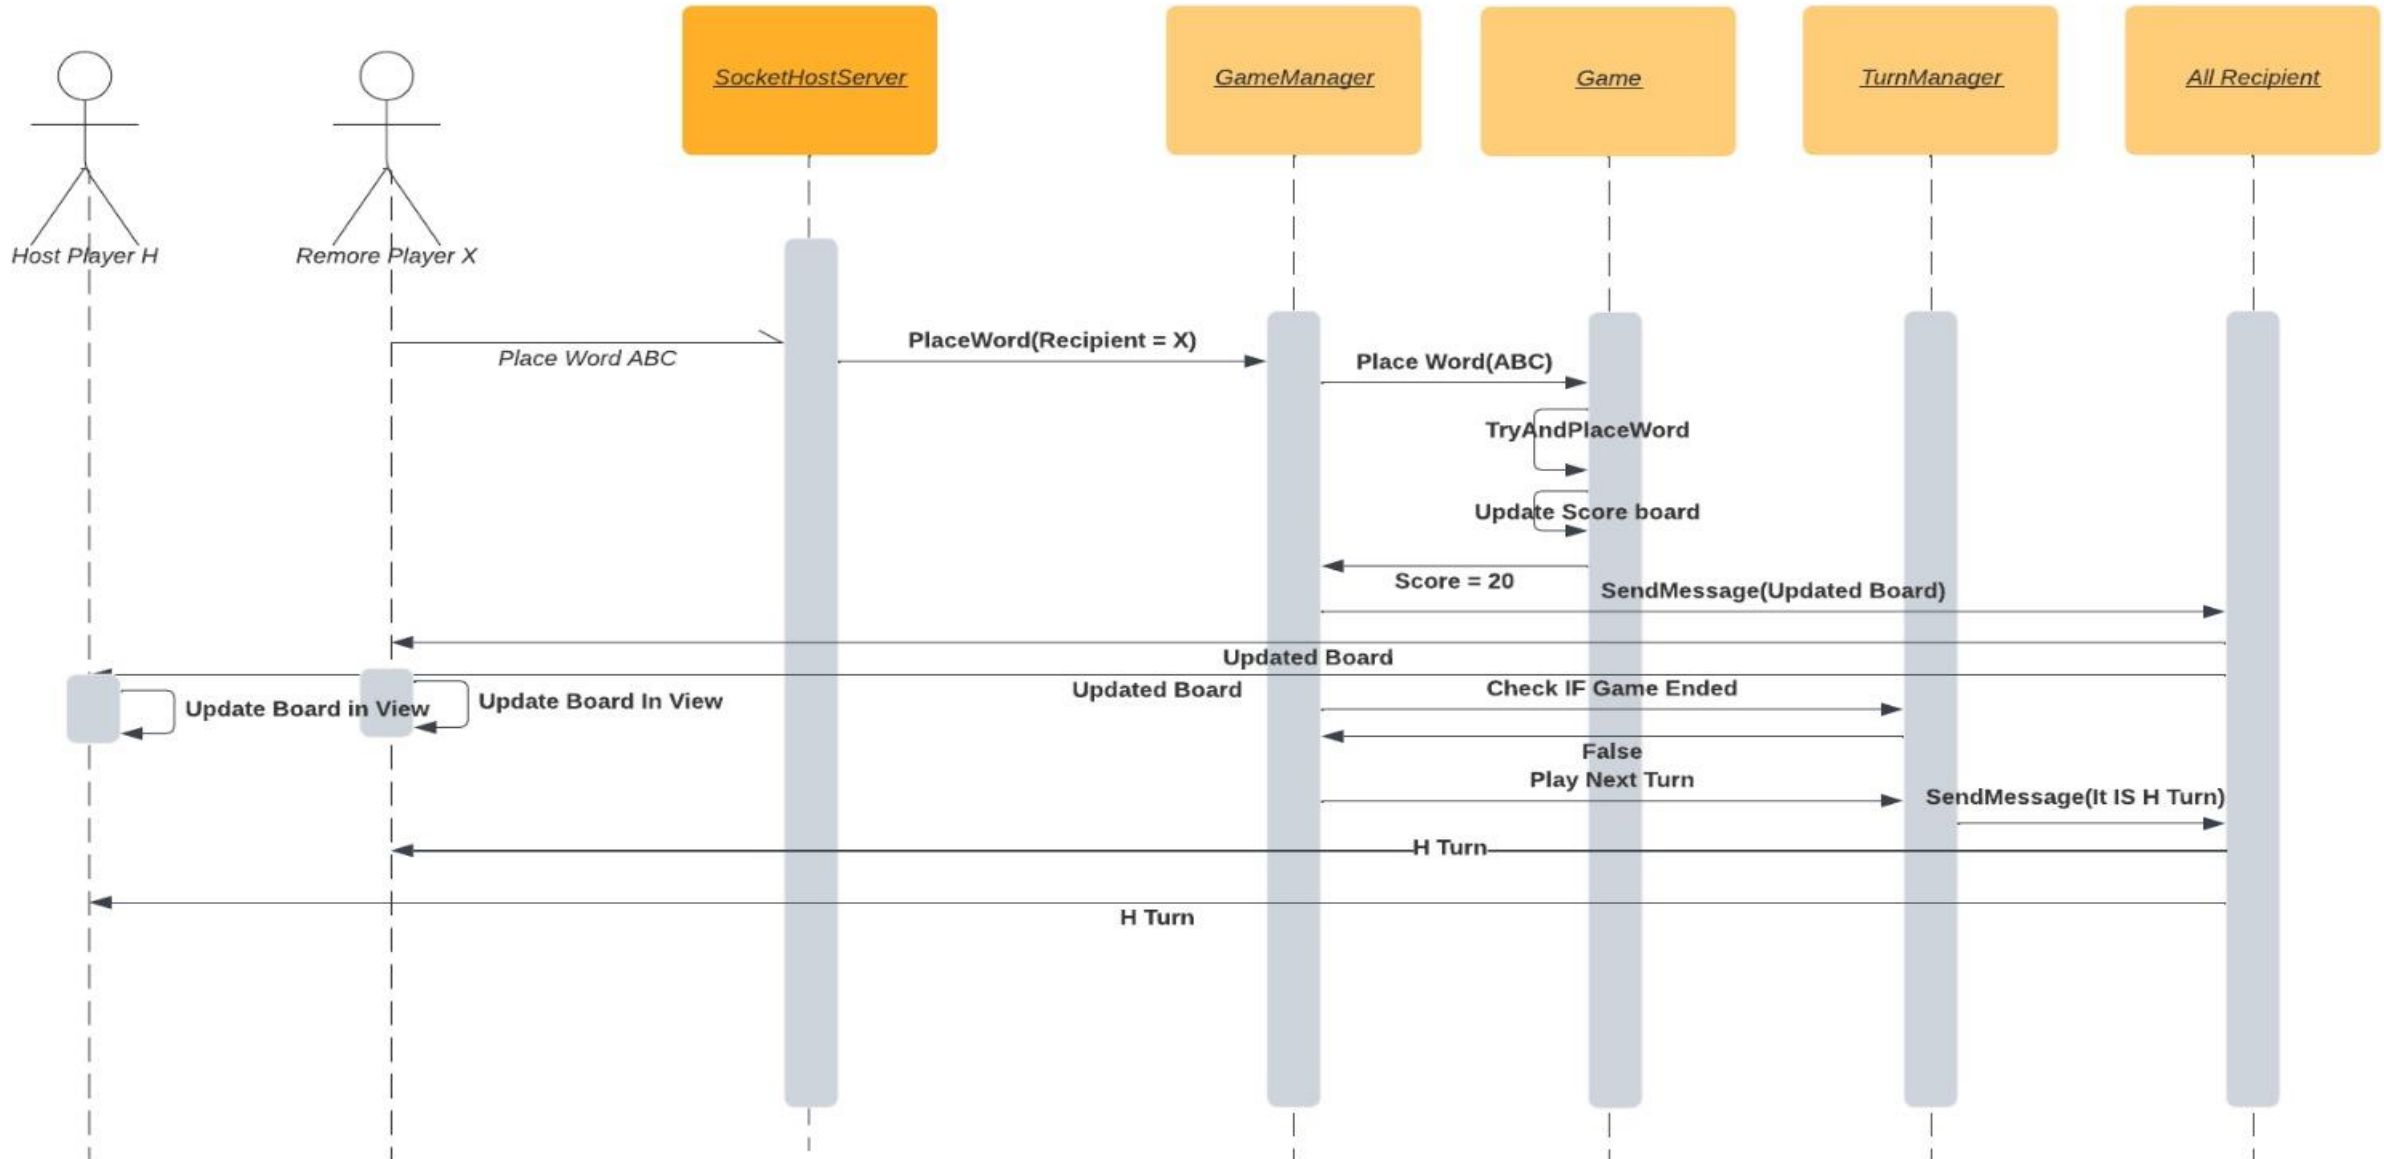 SocketHostServer
GameManager
Game
TurnManager
All Recipient
Host Player H
Remore Player X
PlaceWord(Recipient = X)
Place Word ABC
Place Word(ABC)
TryAndPlaceWord
Update Score board
Score = 20
SendMessage(Updated Board)
Updated Board
Updated Board
Check IF Game Ended
Update Board in View
Update Board In View
False
Play Next Turn
SendMessage(It IS H Turn)
H Turn
H Turn